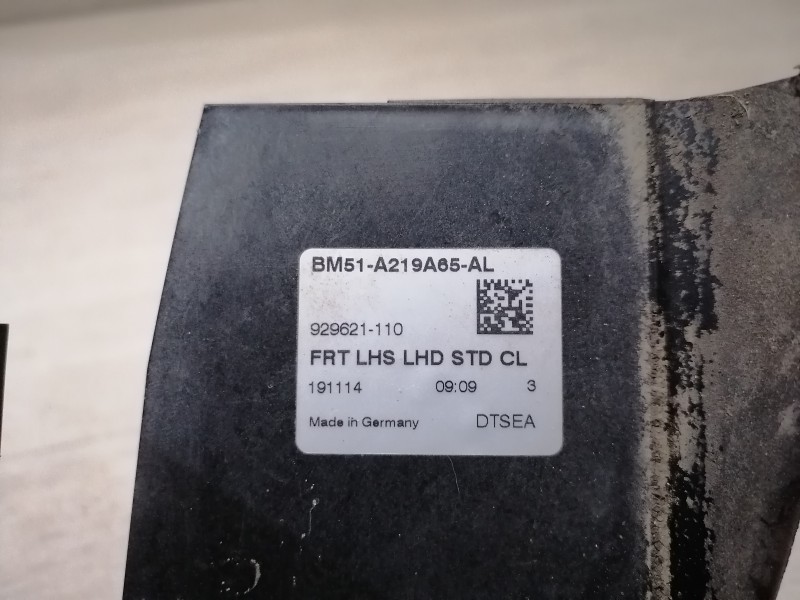 BM51-A219A65-AL
929621-110
FRT LHS LHD STD CL
191114 09:09 3
Made in Germany DTSEA